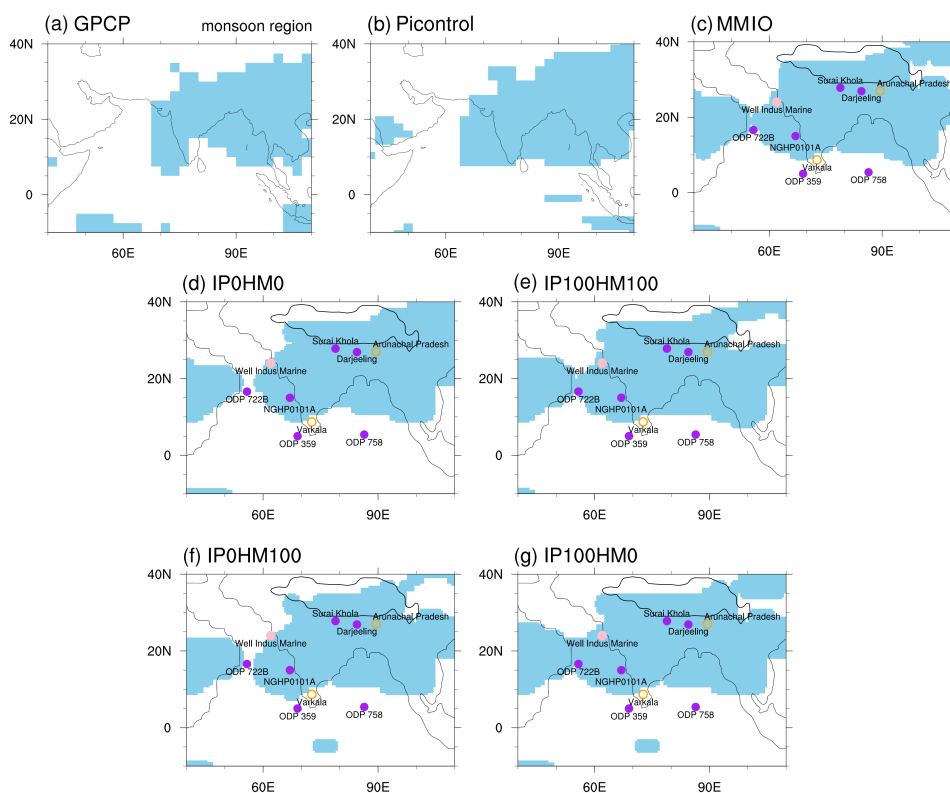 (a) GPCP monsoon region
(b) Picontrol
(c) MMIO
40N
20N
0
60E 90E
40N
20N
0
60E 90E
40N
20N
0
60E 90E
Surai Khola
Arunachal Pradesh
Darjeeling
Well Indus Marine
ODP 722B
NGHP0101A
Varkala
ODP 359
ODP 758
(d) IP0HM0
40N
20N
0
60E 90E
Surai Khola
Arunachal Pradesh
Darjeeling
Well Indus Marine
ODP 722B
NGHP0101A
Varkala
ODP 359
ODP 758
(e) IP100HM100
40N
20N
0
60E 90E
Surai Khola
Arunachal Pradesh
Darjeeling
Well Indus Marine
ODP 722B
NGHP0101A
Varkala
ODP 359
ODP 758
(f) IP0HM100
40N
20N
0
60E 90E
Surai Khola
Arunachal Pradesh
Darjeeling
Well Indus Marine
ODP 722B
NGHP0101A
Varkala
ODP 359
ODP 758
(g) IP100HM0
40N
20N
0
60E 90E
Surai Khola
Arunachal Pradesh
Darjeeling
Well Indus Marine
ODP 722B
NGHP0101A
Varkala
ODP 359
ODP 758